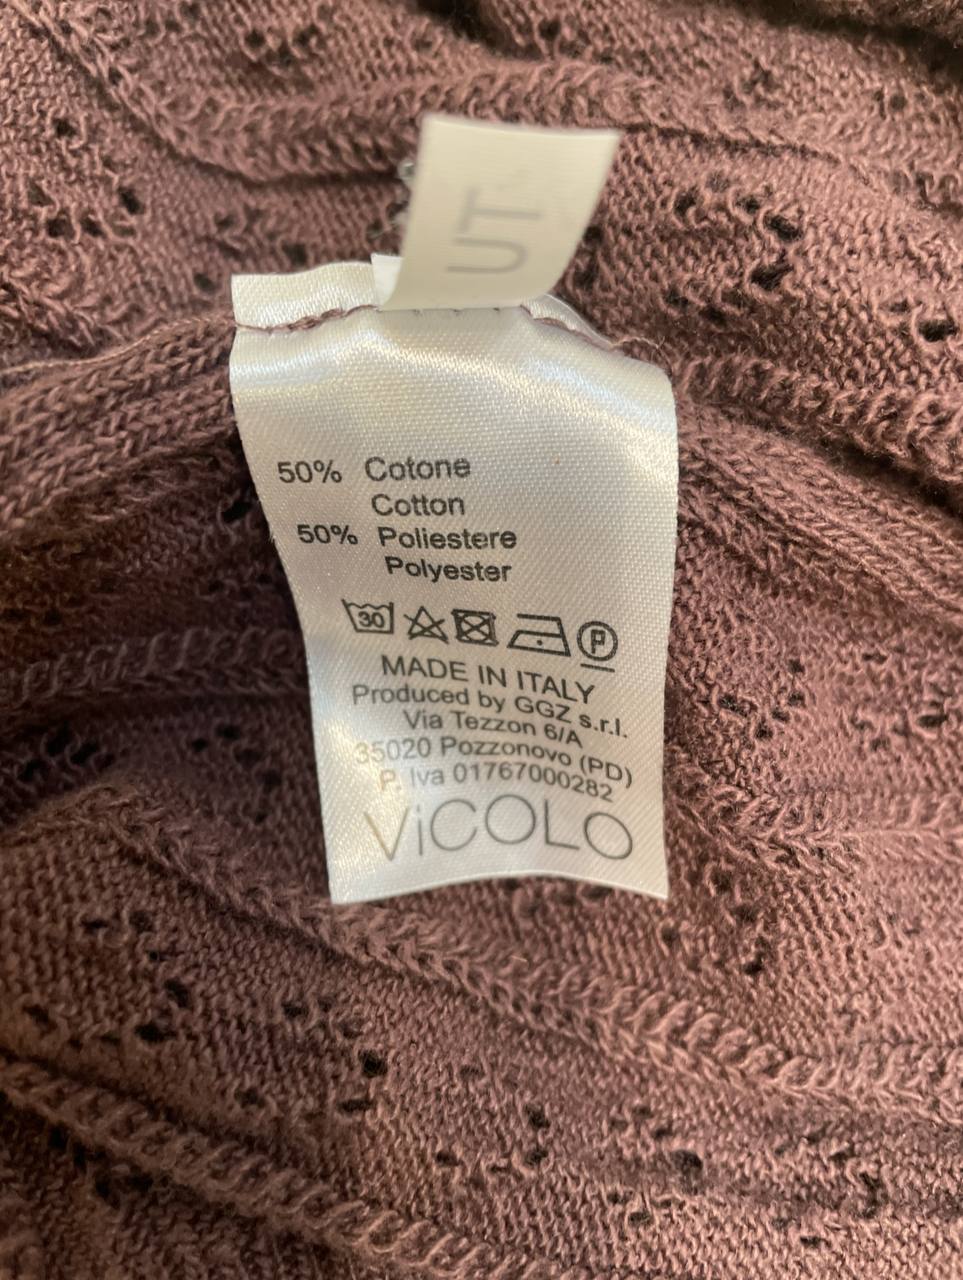 UT
50% Cotone
Cotton
50% Poliestere
Polyester
30
P
MADE IN ITALY
Produced by GGZ s.r.l.
Via Tezzon 6/A
35020 Pozzonovo (PD)
P. Iva 01767000282
ViCOLO